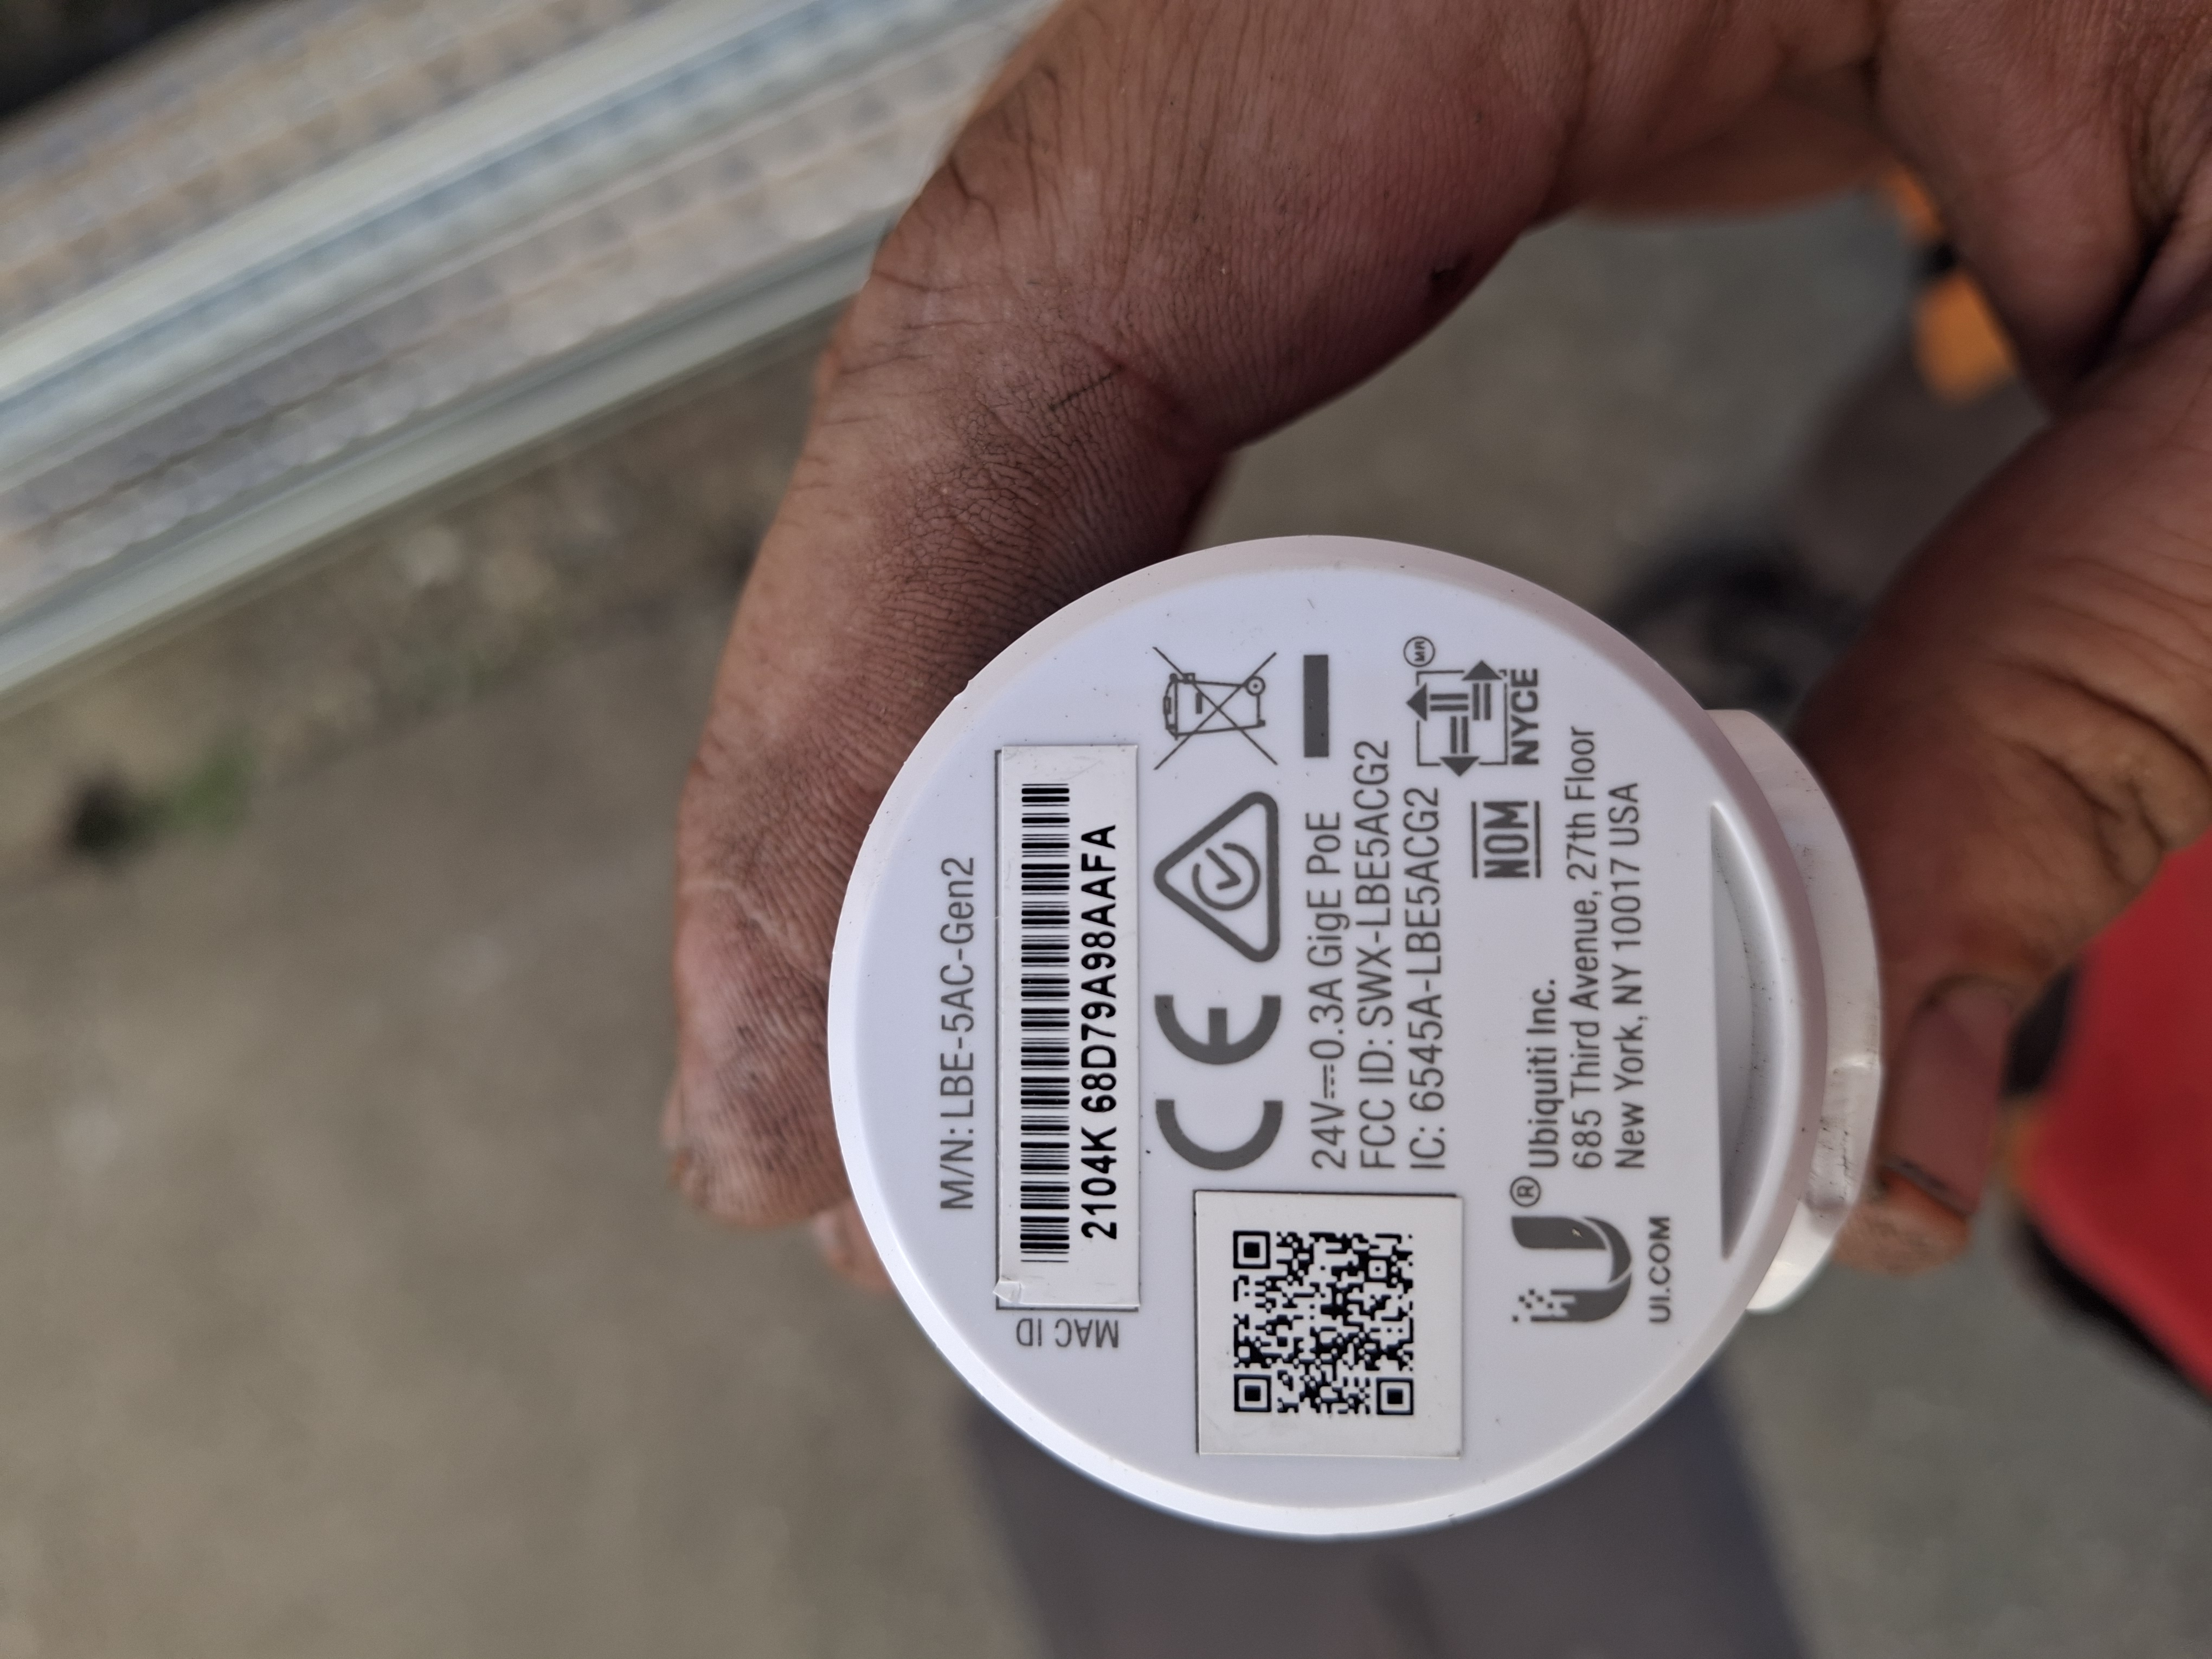 M/N: LBE-5AC-Gen2
MAC ID
2104K 68D79A98AAFA
CE
24V⎓0.3A GigE PoE
FCC ID: SWX-LBE5ACG2
IC: 6545A-LBE5ACG2
NOM
NYCE
MR
U®
Ubiquiti Inc.
685 Third Avenue, 27th Floor
New York, NY 10017 USA
UI.COM